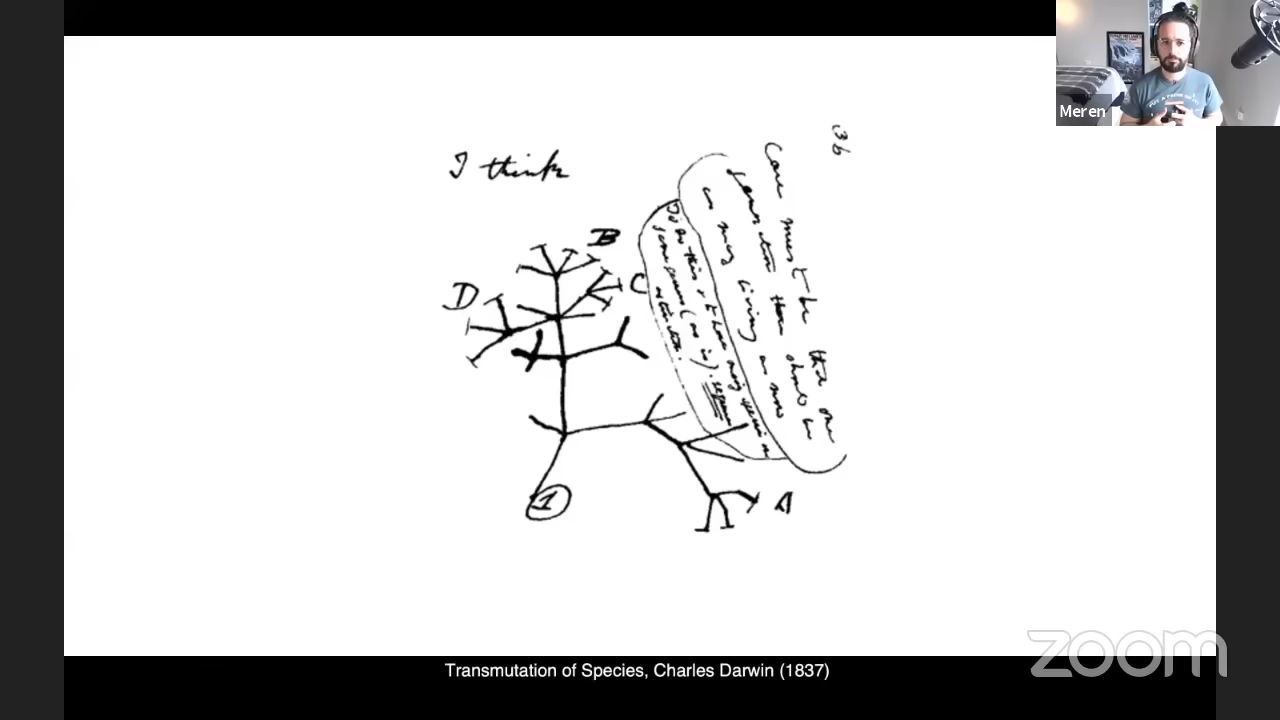 Meren
36
I think
Case must be that one
generation then should be
as many living as now
To do this & to have many species in
same genus (as is). requires
extinction.
B
C
D
A
1
Transmutation of Species, Charles Darwin (1837)
zoom